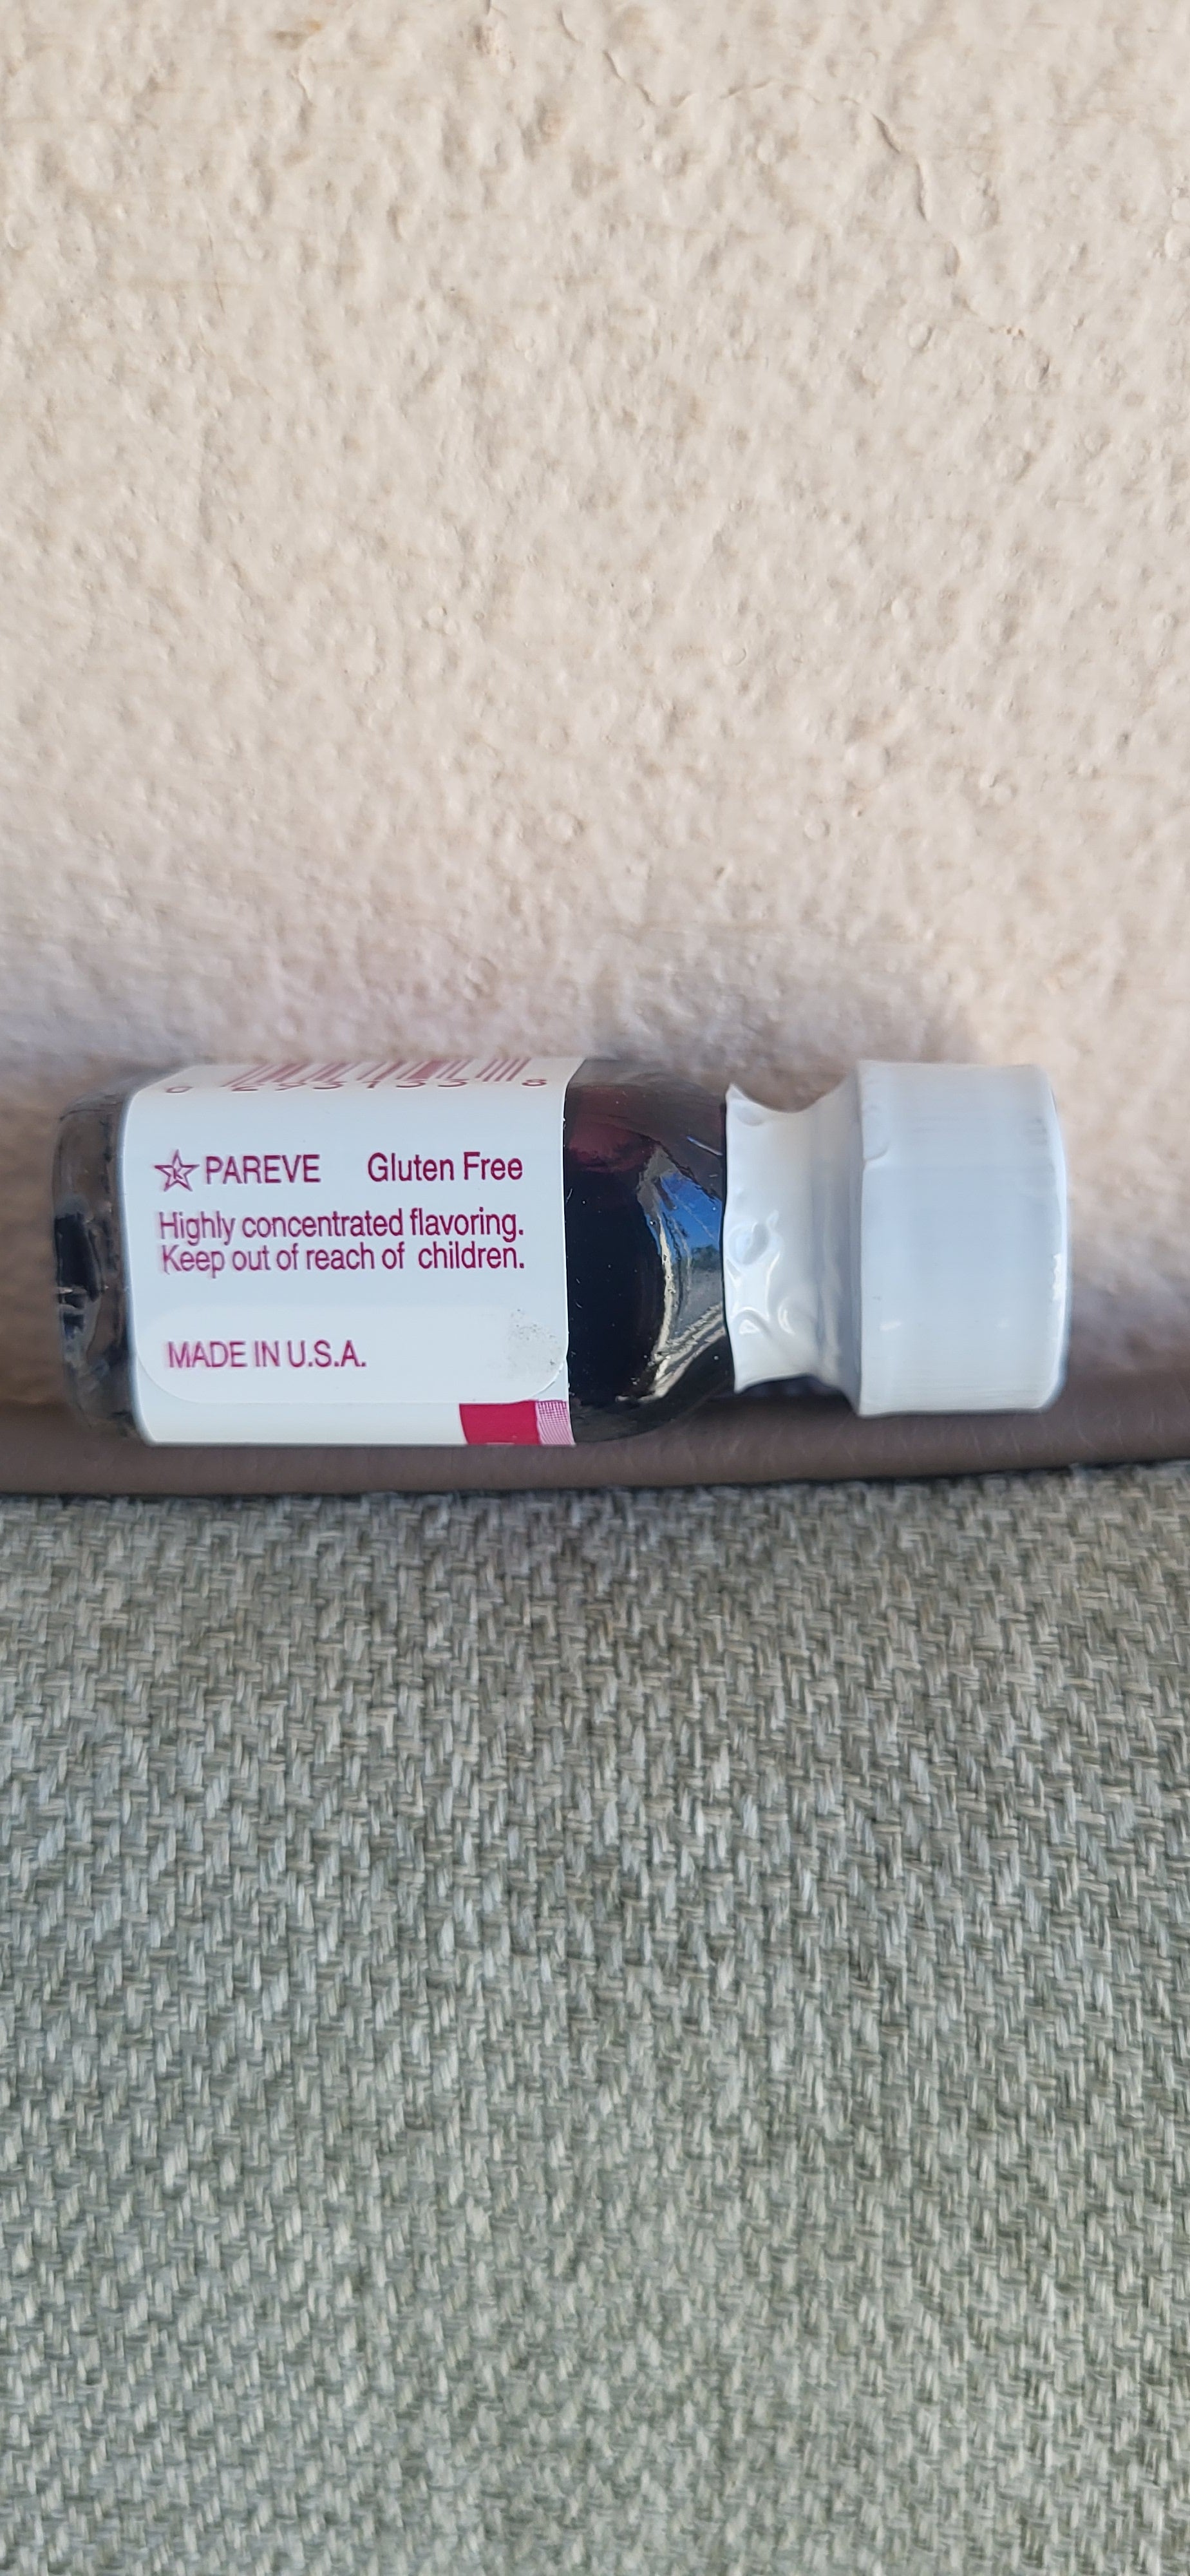 PAREVE Gluten Free
Highly concentrated flavoring.
Keep out of reach of children.
MADE IN U.S.A.